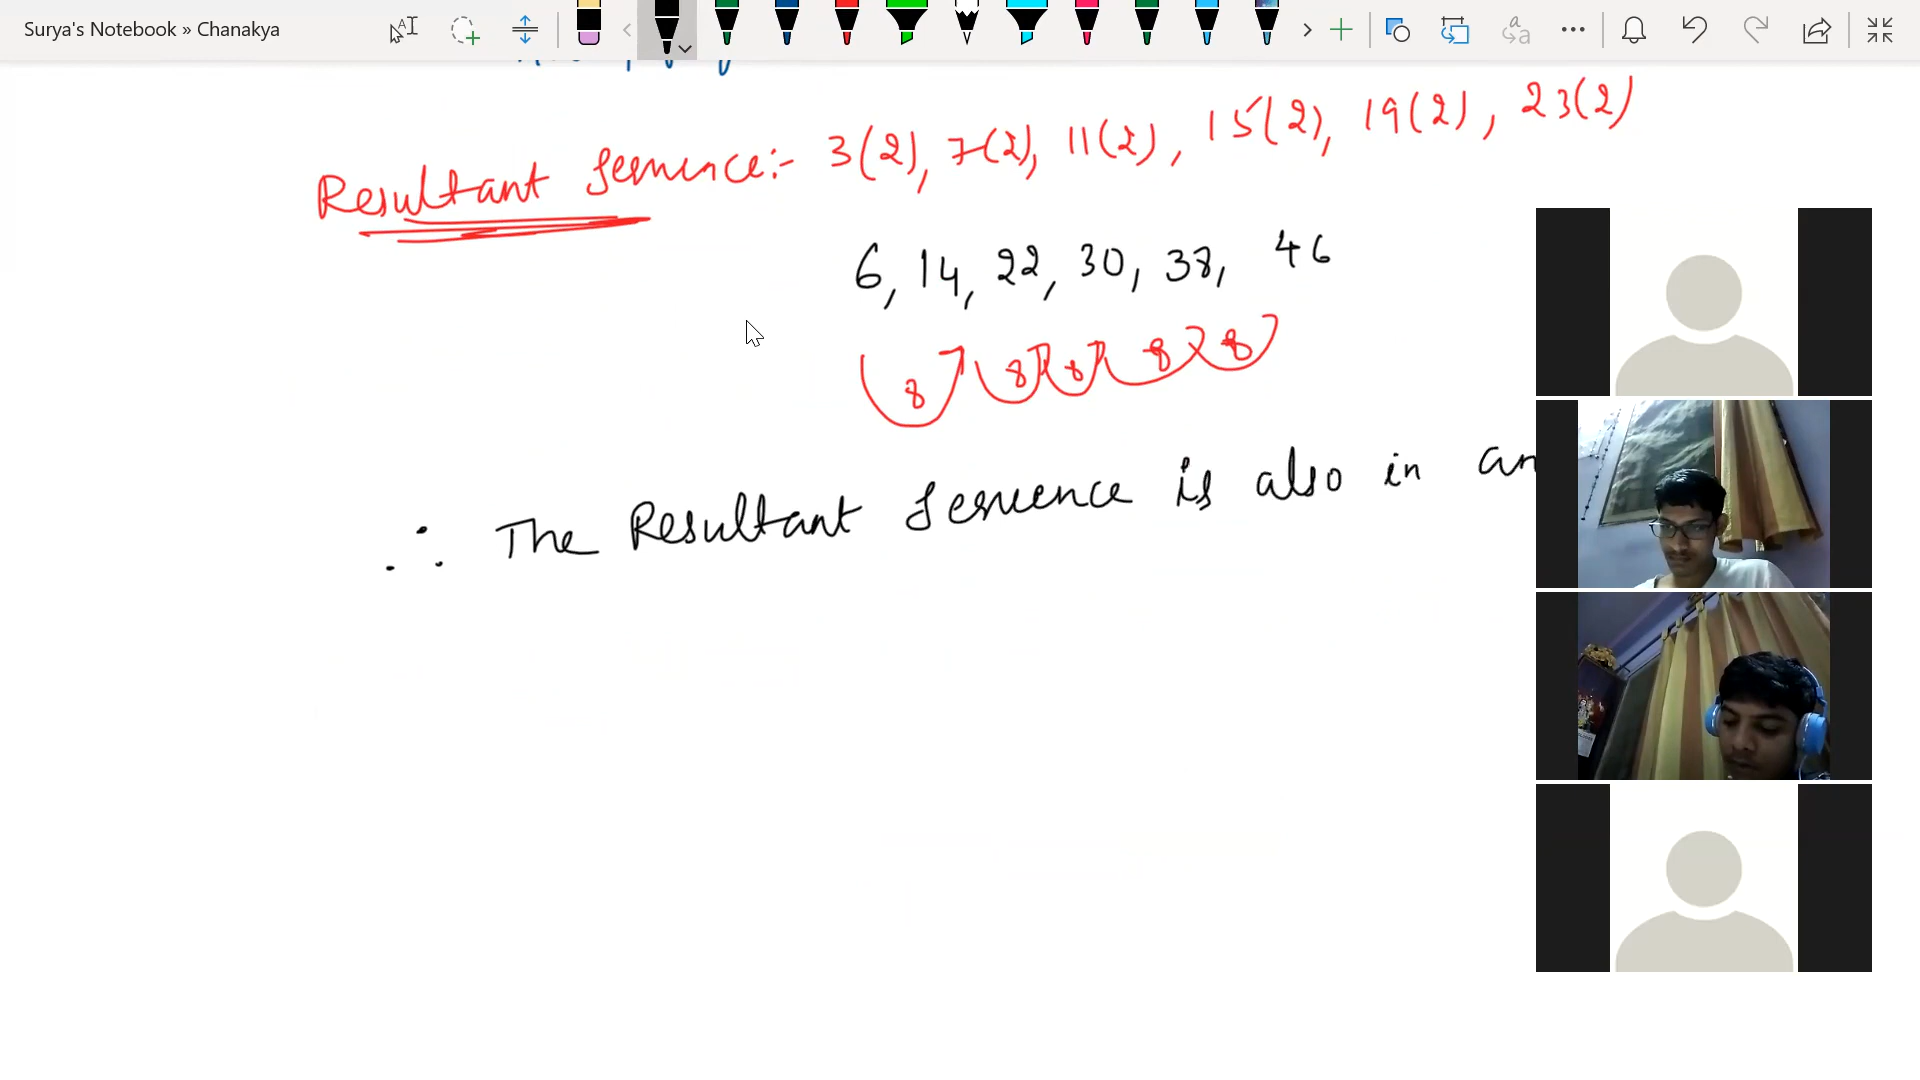 Surya's Notebook » Chanakya
Resultant Sequence:- 3(2), 7(2), 11(2), 15(2), 19(2), 23(2)
6, 14, 22, 30, 38, 46
8 8 8 8 8
∴ The Resultant Sequence is also in an